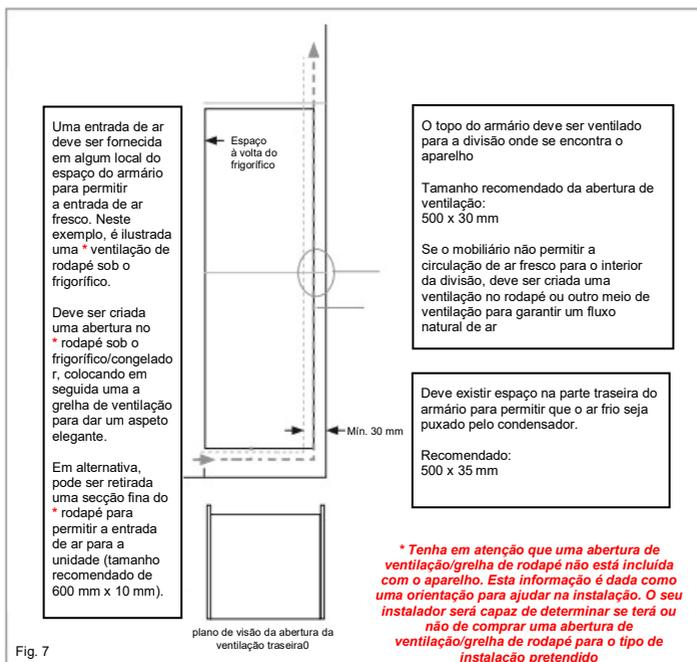 Uma entrada de ar
deve ser fornecida
em algum local do
espaço do armário
para permitir
a entrada de ar
fresco. Neste
exemplo, é ilustrada
uma * ventilação de
rodapé sob o
frigorífico.
Deve ser criada
uma abertura no
* rodapé sob o
frigorífico/congelado
r, colocando em
seguida uma a
grelha de ventilação
para dar um aspeto
elegante.
Em alternativa,
pode ser retirada
uma secção fina do
* rodapé para
permitir a entrada
de ar para a
unidade (tamanho
recomendado de
600 mm x 10 mm).
Espaço
à volta do
frigorífico
Mín. 30 mm
plano de visão da abertura da
ventilação traseira0
O topo do armário deve ser ventilado
para a divisão onde se encontra o
aparelho
Tamanho recomendado da abertura de
ventilação:
500 x 30 mm
Se o mobiliário não permitir a
circulação de ar fresco para o interior
da divisão, deve ser criada uma
ventilação no rodapé ou outro meio de
ventilação para garantir um fluxo
natural de ar
Deve existir espaço na parte traseira do
armário para permitir que o ar frio seja
puxado pelo condensador.
Recomendado:
500 x 35 mm
* Tenha em atenção que uma abertura de
ventilação/grelha de rodapé não está incluída
com o aparelho. Esta informação é dada como
uma orientação para ajudar na instalação. O seu
instalador será capaz de determinar se terá ou
não de comprar uma abertura de
ventilação/grelha de rodapé para o tipo de
instalação pretendido
Fig. 7